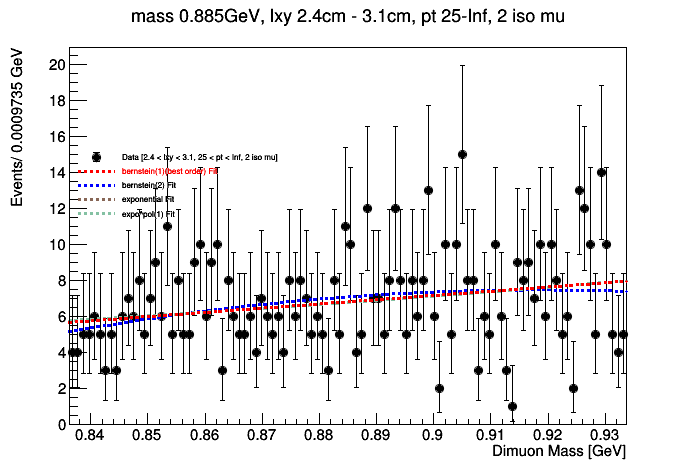 mass 0.885GeV, lxy 2.4cm - 3.1cm, pt 25-Inf, 2 iso mu
Events/ 0.0009735 GeV
20
18
16
14
12
10
8
6
4
2
0
Data [2.4 < lxy < 3.1, 25 < pt < Inf, 2 iso mu]
bernstein(1)(best order) Fit
bernstein(2) Fit
exponential Fit
expo*pol(1) Fit
0.84 0.85 0.86 0.87 0.88 0.89 0.9 0.91 0.92 0.93
Dimuon Mass [GeV]